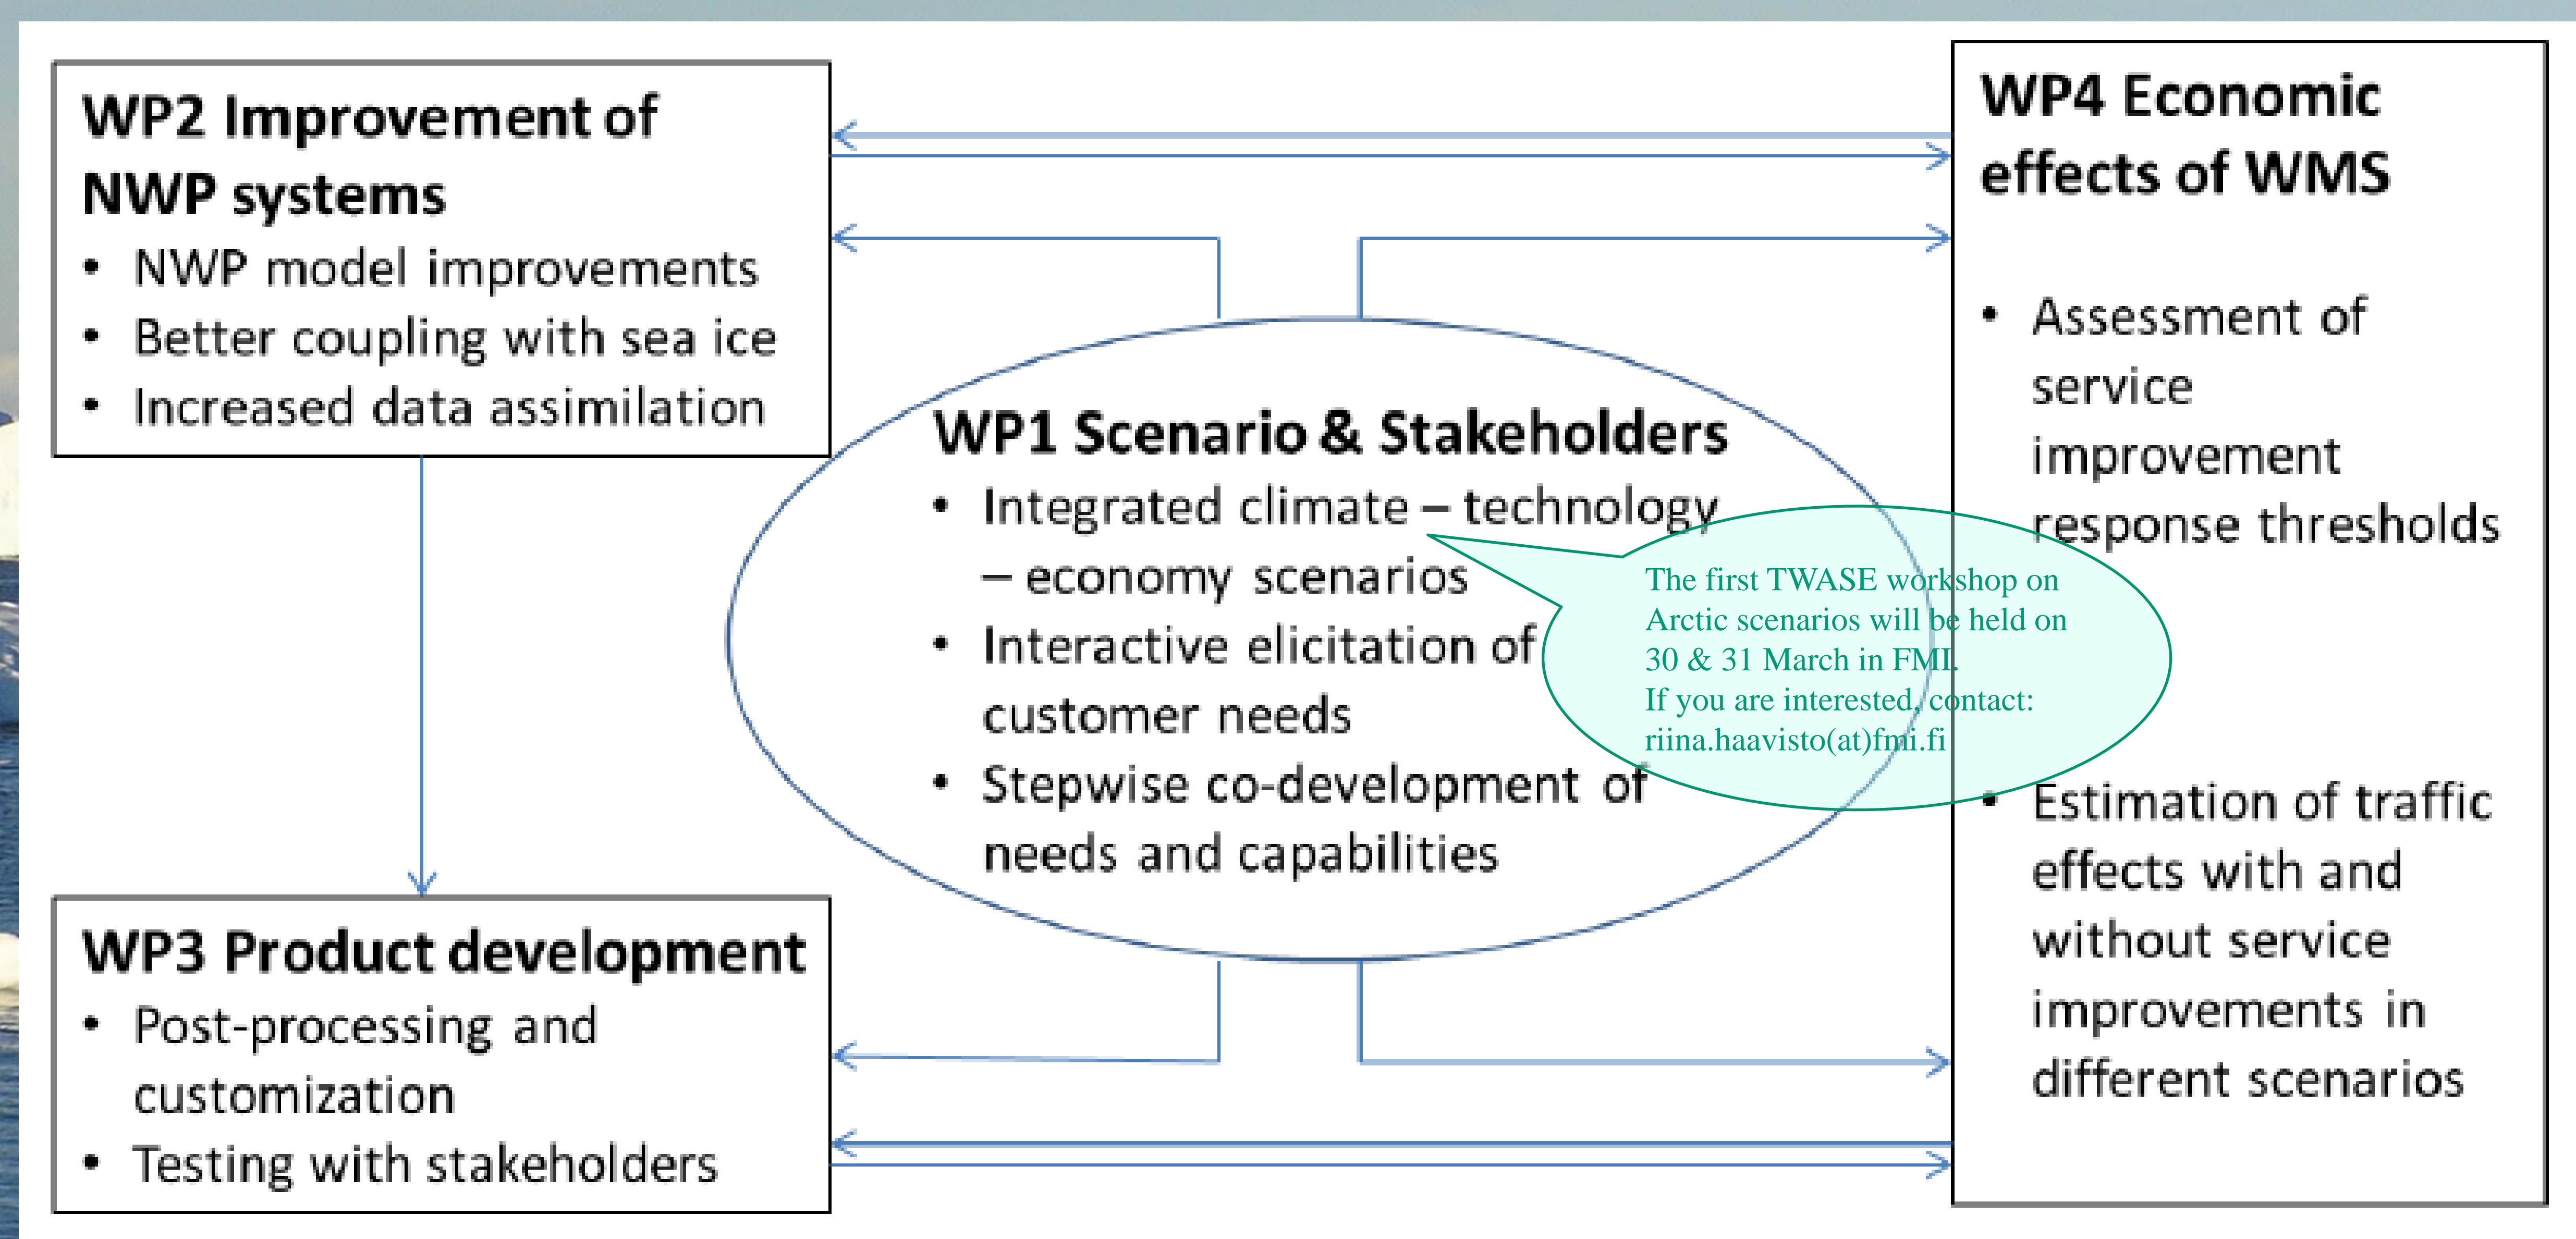 WP2 Improvement of
NWP systems
• NWP model improvements
• Better coupling with sea ice
• Increased data assimilation
WP1 Scenario & Stakeholders
• Integrated climate – technology
– economy scenarios
• Interactive elicitation of
customer needs
• Stepwise co-development of
needs and capabilities
The first TWASE workshop on
Arctic scenarios will be held on
30 & 31 March in FMI.
If you are interested, contact:
riina.haavisto(at)fmi.fi
WP4 Economic
effects of WMS
• Assessment of
service
improvement
response thresholds
• Estimation of traffic
effects with and
without service
improvements in
different scenarios
WP3 Product development
• Post-processing and
customization
• Testing with stakeholders